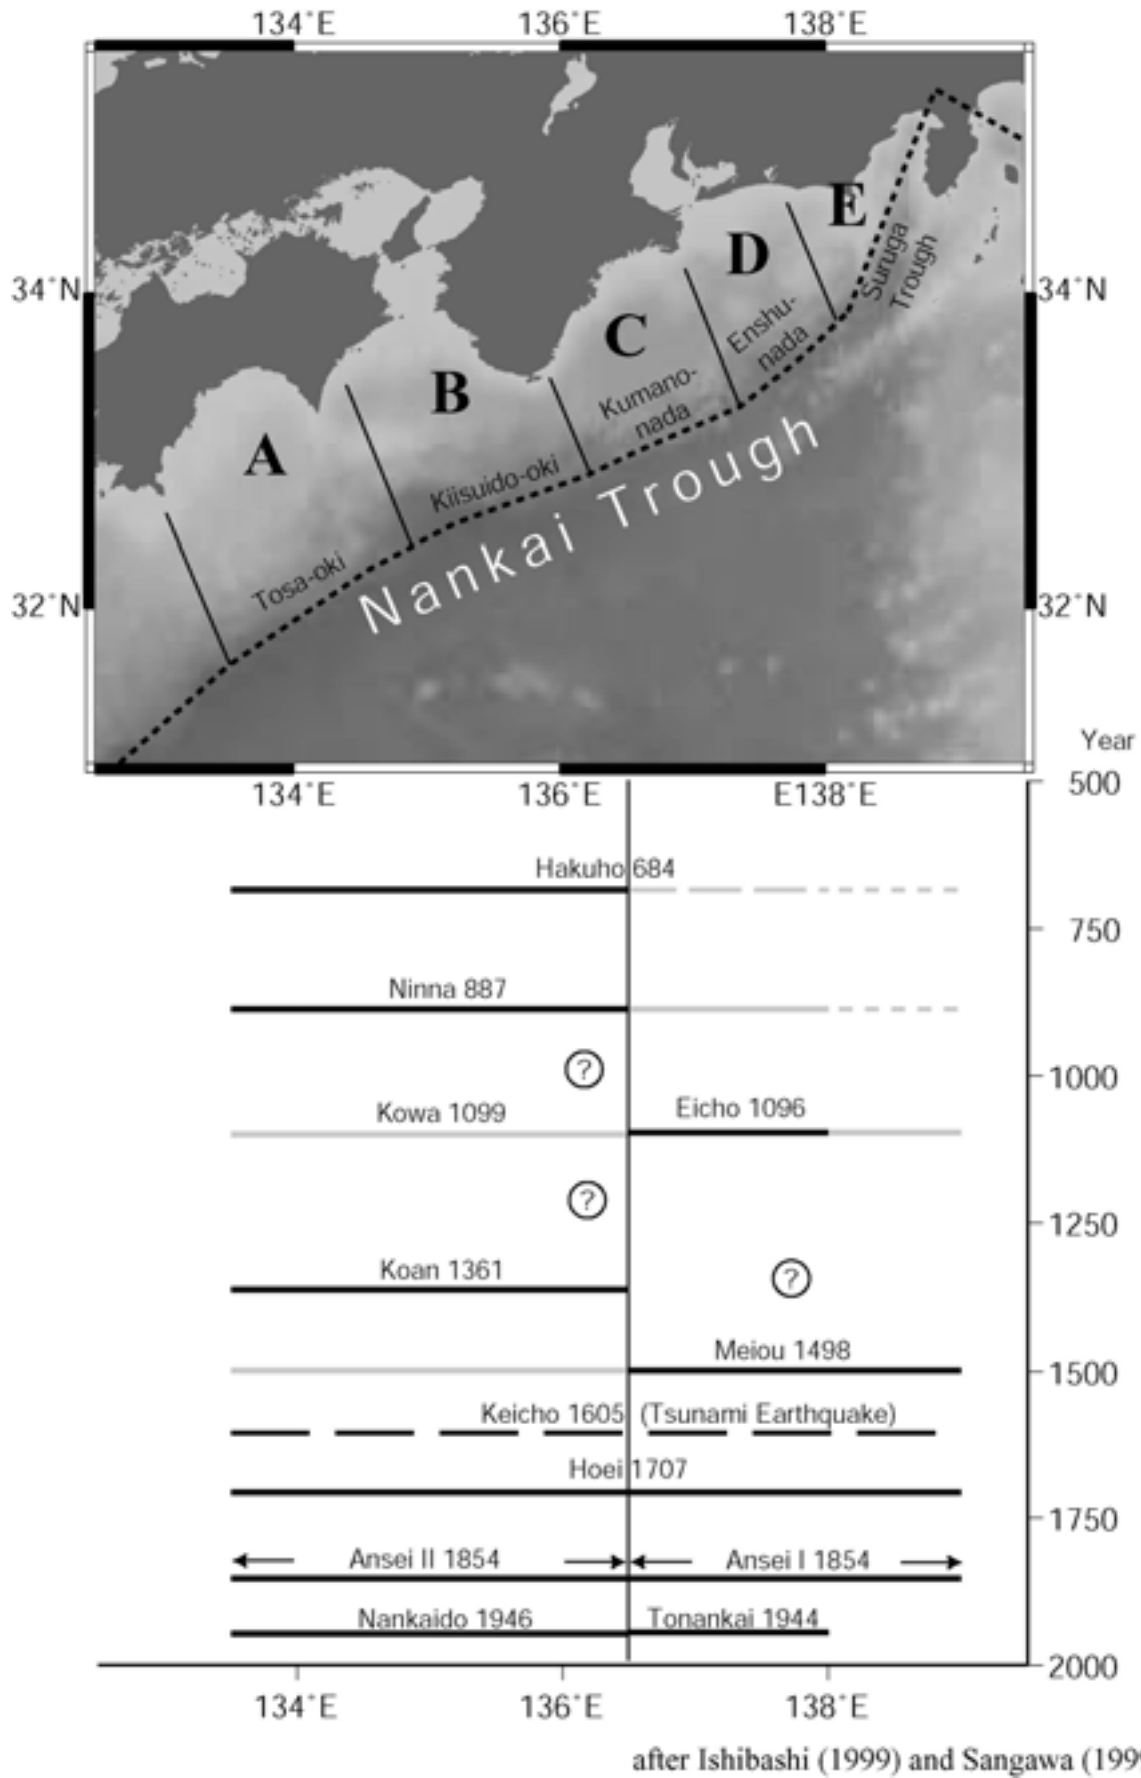 134°E 136°E 138°E
34°N 34°N
32°N 32°N
A
B
C
D
E
Tosa-oki
Kiisuido-oki
Kumano-
nada
Enshu-
nada
Suruga
Trough
Nankai Trough
Year
134°E 136°E E138°E
500
Hakuho 684
750
Ninna 887
?
1000
Kowa 1099
Eicho 1096
?
1250
Koan 1361
?
Meiou 1498
1500
Keicho 1605 (Tsunami Earthquake)
Hoei 1707
1750
Ansei II 1854
Ansei I 1854
Nankaido 1946
Tonankai 1944
2000
134°E 136°E 138°E
after Ishibashi (1999) and Sangawa (199